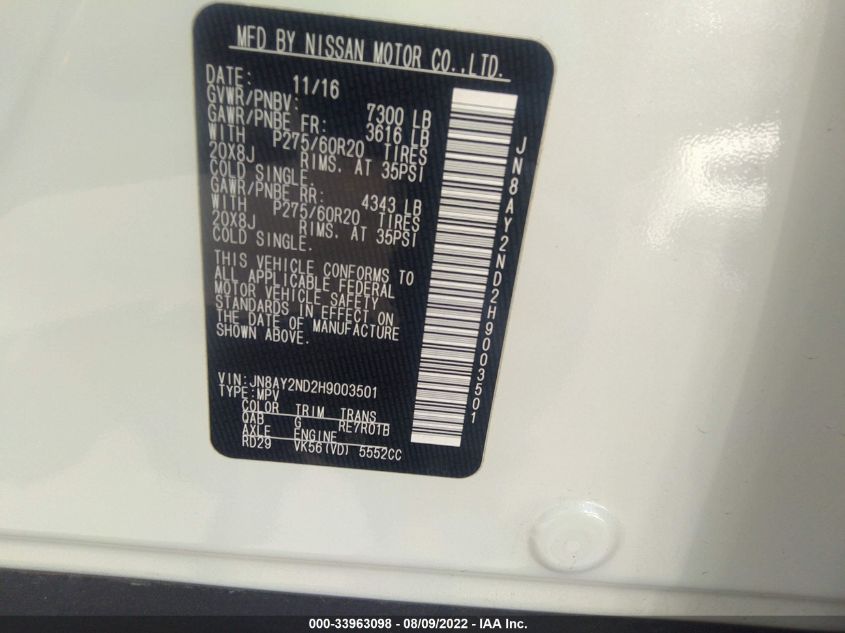 MFD BY NISSAN MOTOR CO.,LTD.
DATE: 11/16
GVWR/PNBV: 7300 LB
GAWR/PNBE FR: 3616 LB
WITH P275/60R20 TIRES
20X8J RIMS. AT 35PSI
COLD SINGLE.
GAWR/PNBE RR: 4343 LB
WITH P275/60R20 TIRES
20X8J RIMS. AT 35PSI
COLD SINGLE.
THIS VEHICLE CONFORMS TO
ALL APPLICABLE FEDERAL
MOTOR VEHICLE SAFETY
STANDARDS IN EFFECT ON
THE DATE OF MANUFACTURE
SHOWN ABOVE.
VIN:JN8AY2ND2H9003501
TYPE:MPV
COLOR TRIM TRANS
QAB G RE7R01B
AXLE ENGINE
RD29 VK56(VD) 5552CC
JN8AY2ND2H9003501
000-33963098 - 08/09/2022 - IAA Inc.